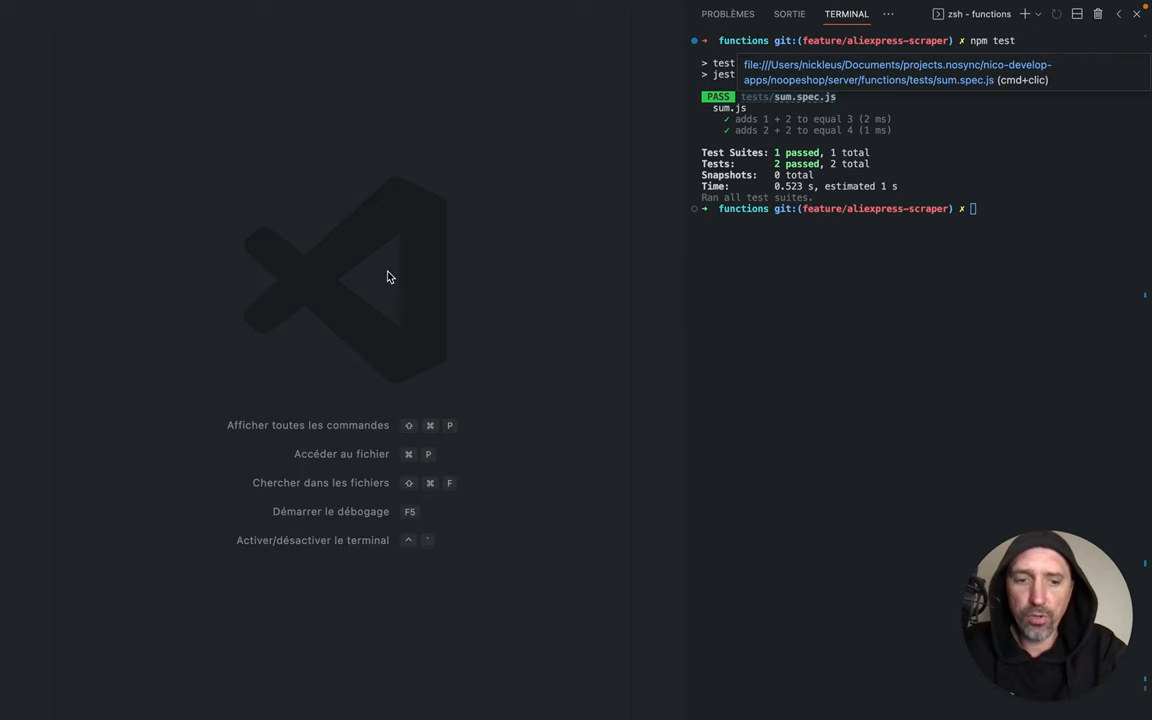 PROBLÈMES SORTIE TERMINAL ··· zsh - functions
➜ functions git:(feature/aliexpress-scraper) ✗ npm test
> test
> jest
file:///Users/nickleus/Documents/projects.nosync/nico-develop-
apps/noopeshop/server/functions/tests/sum.spec.js (cmd+clic)
PASS tests/sum.spec.js
sum.js
✓ adds 1 + 2 to equal 3 (2 ms)
✓ adds 2 + 2 to equal 4 (1 ms)
Test Suites: 1 passed, 1 total
Tests: 2 passed, 2 total
Snapshots: 0 total
Time: 0.523 s, estimated 1 s
Ran all test suites.
➜ functions git:(feature/aliexpress-scraper) ✗
Afficher toutes les commandes ⇧ ⌘ P
Accéder au fichier ⌘ P
Chercher dans les fichiers ⇧ ⌘ F
Démarrer le débogage F5
Activer/désactiver le terminal ^ `